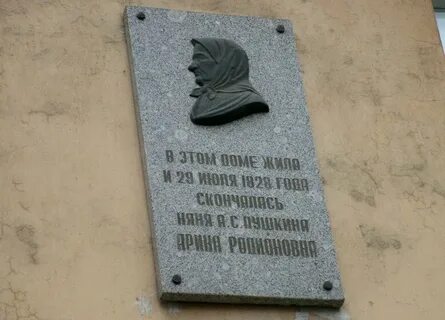 В ЭТОМ ДОМЕ ЖИЛА
И 29 ИЮЛЯ 1828 ГОДА
СКОНЧАЛАСЬ
НЯНЯ А.С.ПУШКИНА
АРИНА РОДИОНОВНА